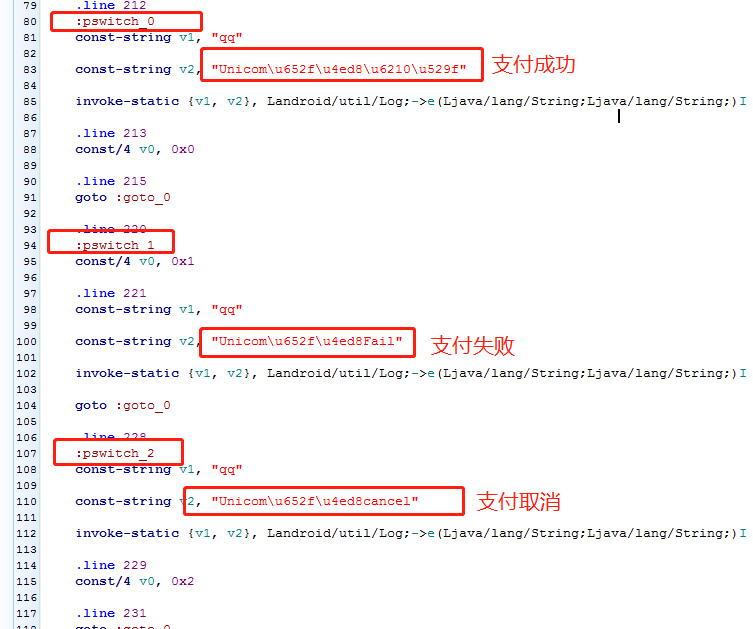 79 .line 212
80 :pswitch_0
81 const-string v1, "qq"
82
83 const-string v2, "Unicom\u652f\u4ed8\u6210\u529f" 支付成功
84
85 invoke-static {v1, v2}, Landroid/util/Log;->e(Ljava/lang/String;Ljava/lang/String;)I
86
87 .line 213
88 const/4 v0, 0x0
89
90 .line 215
91 goto :goto_0
92
93 .line 220
94 :pswitch_1
95 const/4 v0, 0x1
96
97 .line 221
98 const-string v1, "qq"
99
100 const-string v2, "Unicom\u652f\u4ed8Fail" 支付失败
101
102 invoke-static {v1, v2}, Landroid/util/Log;->e(Ljava/lang/String;Ljava/lang/String;)I
103
104 goto :goto_0
105
106 .line 228
107 :pswitch_2
108 const-string v1, "qq"
109
110 const-string v2, "Unicom\u652f\u4ed8cancel" 支付取消
111
112 invoke-static {v1, v2}, Landroid/util/Log;->e(Ljava/lang/String;Ljava/lang/String;)I
113
114 .line 229
115 const/4 v0, 0x2
116
117 .line 231
118 goto :goto_0